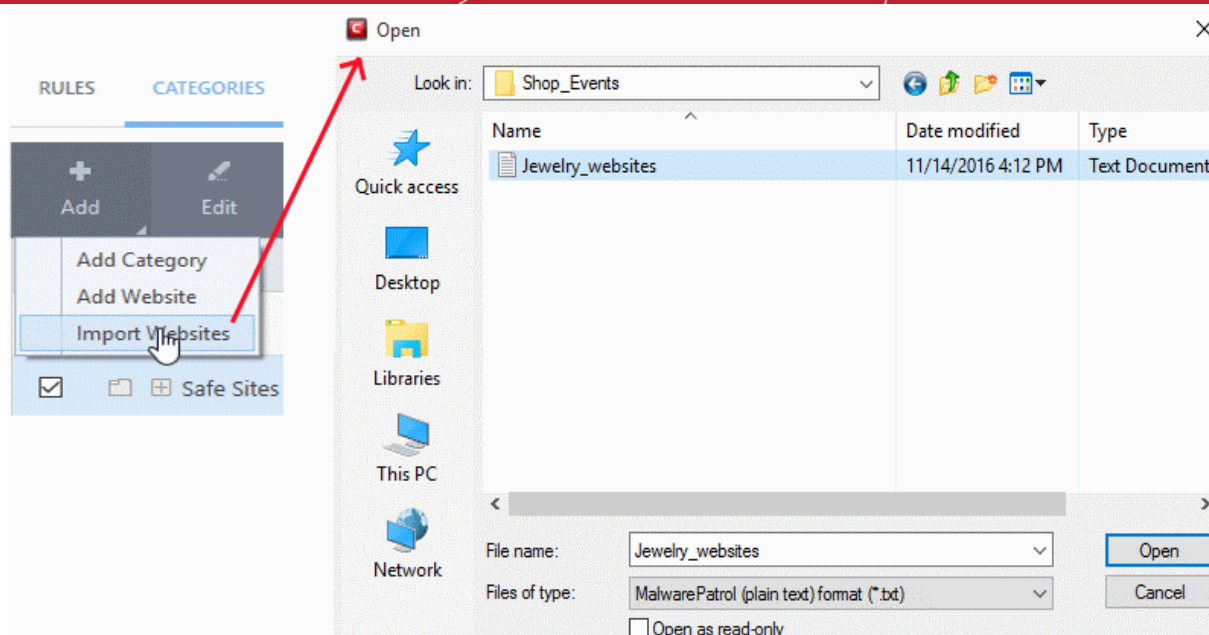 Open
RULES CATEGORIES
Look in: Shop_Events
Name Date modified Type
Jewelry_websites 11/14/2016 4:12 PM Text Document
Add Edit
Quick access
Add Category
Add Website
Import Websites
Desktop
Safe Sites
Libraries
This PC
Network
File name: Jewelry_websites Open
Files of type: MalwarePatrol (plain text) format (*.txt) Cancel
Open as read-only